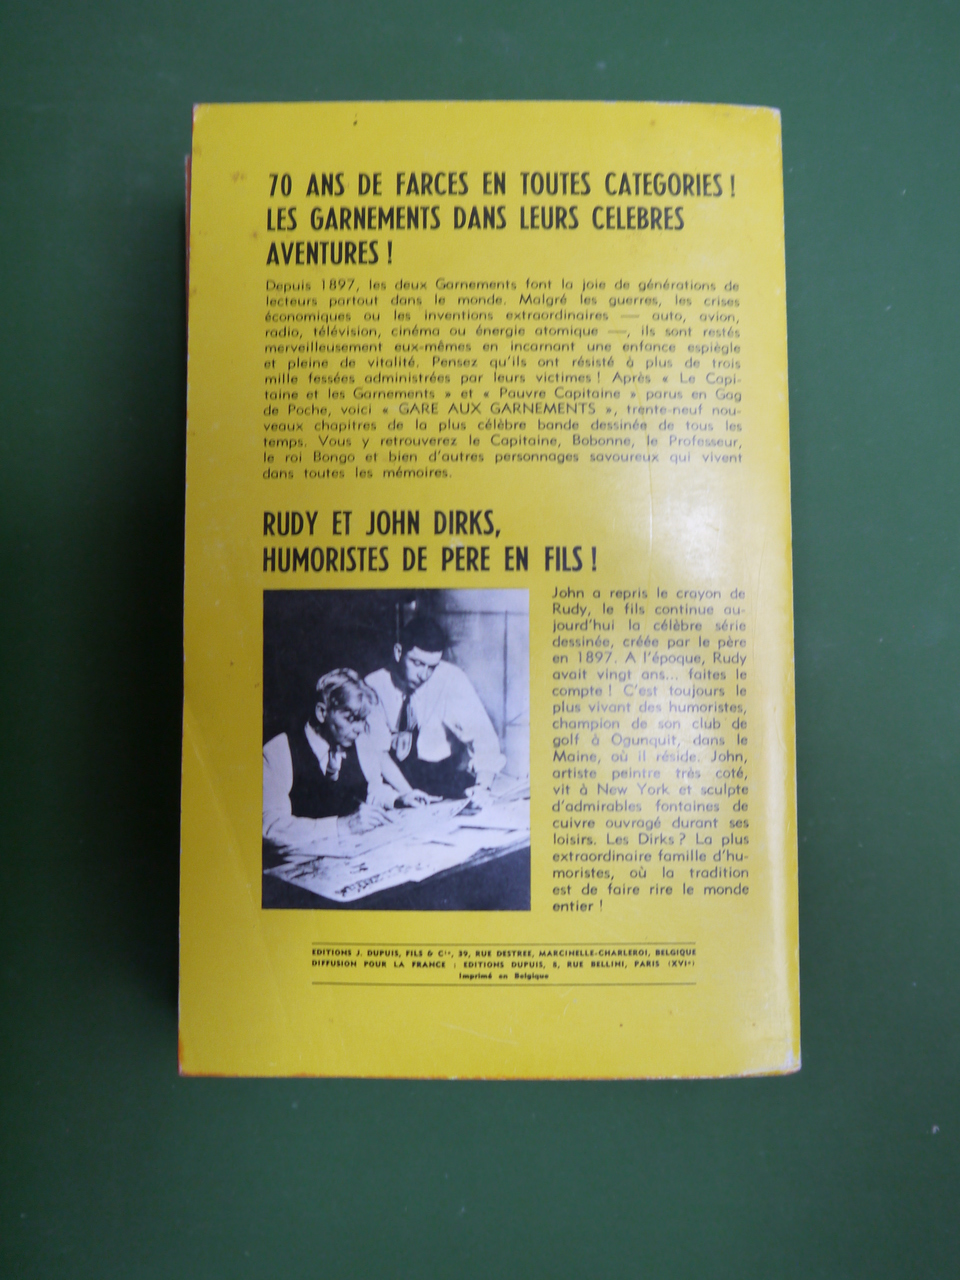 70 ANS DE FARCES EN TOUTES CATEGORIES !
LES GARNEMENTS DANS LEURS CELEBRES
AVENTURES !
Depuis 1897, les deux Garnements font la joie de générations de
lecteurs partout dans le monde. Malgré les guerres, les crises
économiques ou les inventions extraordinaires — auto, avion,
radio, télévision, cinéma ou énergie atomique —, ils sont restés
merveilleusement eux-mêmes en incarnant une enfance espiègle
et pleine de vitalité. Pensez qu'ils ont résisté à plus de trois
mille fessées administrées par leurs victimes ! Après « Le Capi-
taine et les Garnements » et « Pauvre Capitaine » parus en Gag
de Poche, voici « GARE AUX GARNEMENTS », trente-neuf nou-
veaux chapitres de la plus célèbre bande dessinée de tous les
temps. Vous y retrouverez le Capitaine, Bobonne, le Professeur,
le roi Bongo et bien d'autres personnages savoureux qui vivent
dans toutes les mémoires.
RUDY ET JOHN DIRKS,
HUMORISTES DE PERE EN FILS !
John a repris le crayon de
Rudy, le fils continue au-
jourd'hui la célèbre série
dessinée, créée par le père
en 1897. A l'époque, Rudy
avait vingt ans... faites le
compte ! C'est toujours le
plus vivant des humoristes,
champion de son club de
golf à Ogunquit, dans le
Maine, où il réside. John,
artiste peintre très coté,
vit à New York et sculpte
d'admirables fontaines de
cuivre ouvragé durant ses
loisirs. Les Dirks ? La plus
extraordinaire famille d'hu-
moristes, où la tradition
est de faire rire le monde
entier !
EDITIONS J. DUPUIS, FILS & Cie, 39, RUE DESTREE, MARCINELLE-CHARLEROI, BELGIQUE
DIFFUSION POUR LA FRANCE : EDITIONS DUPUIS, 8, RUE BELLINI, PARIS (XVIe)
Imprimé en Belgique